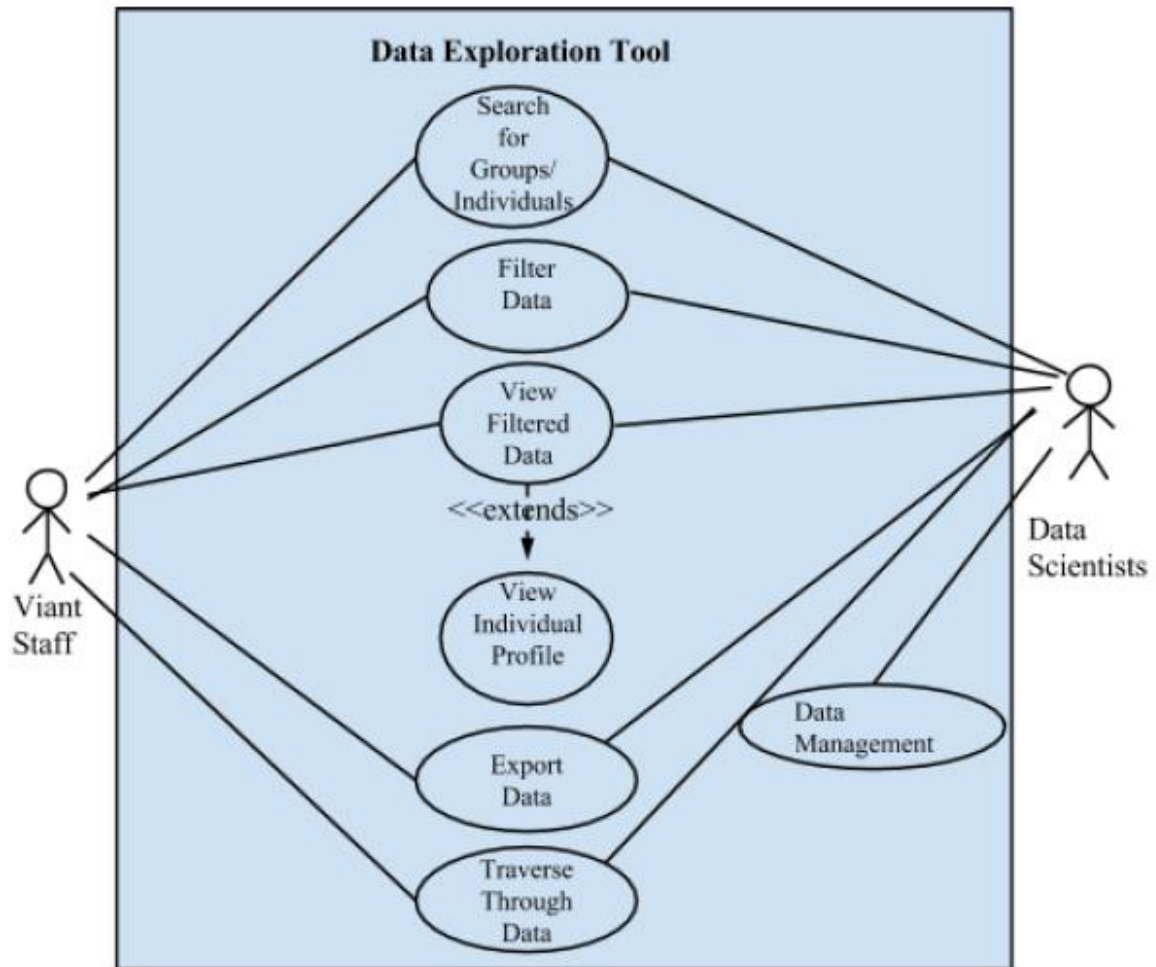 Data Exploration Tool
Search
for
Groups/
Individuals
Filter
Data
View
Filtered
Data
<<extends>>
View
Individual
Profile
Export
Data
Traverse
Through
Data
Data
Management
Viant
Staff
Data
Scientists